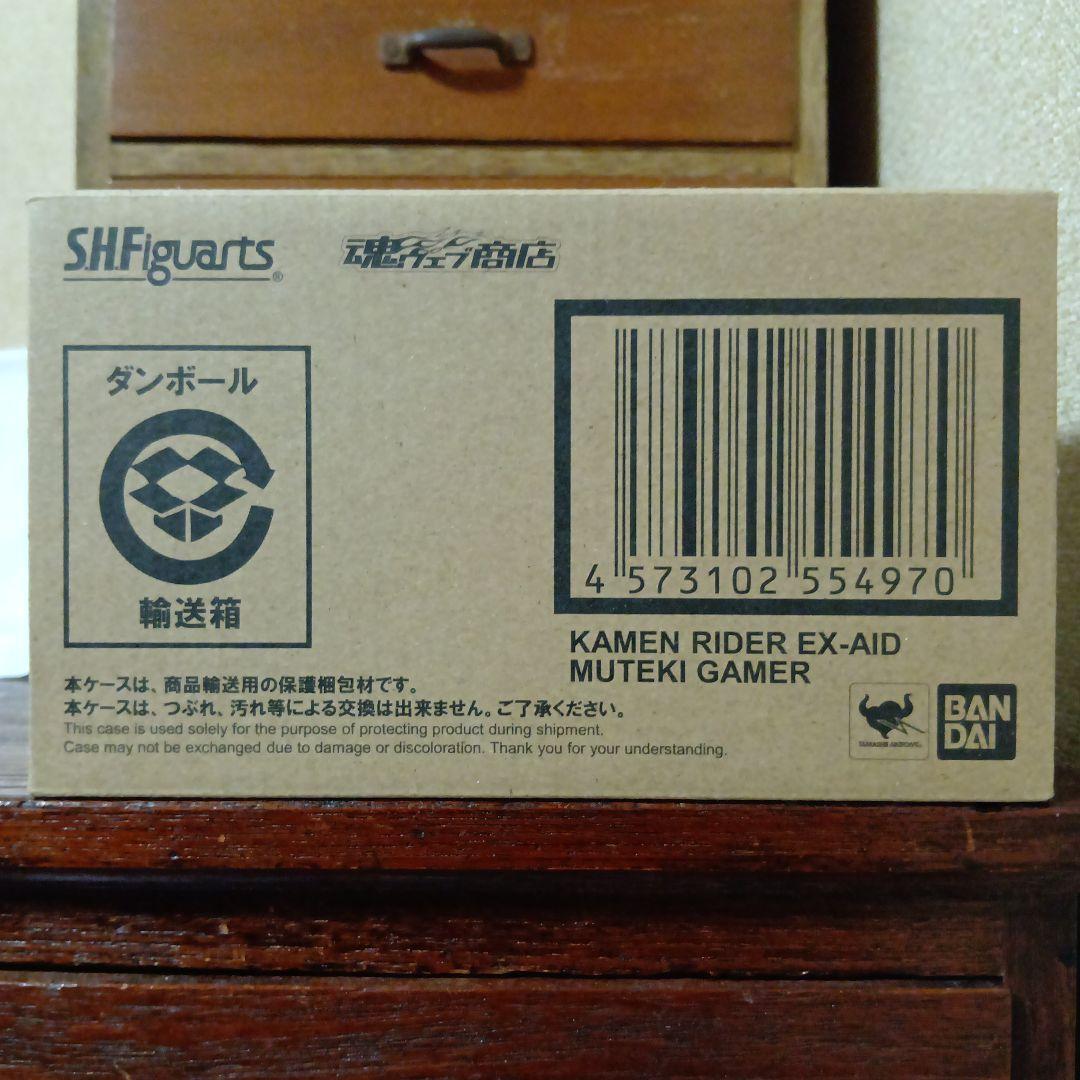 S.H.Figuarts®
魂ウェブ商店
ダンボール
輸送箱
4 573102 554970
KAMEN RIDER EX-AID
MUTEKI GAMER
本ケースは、商品輸送用の保護梱包材です。
本ケースは、つぶれ、汚れ等による交換は出来ません。ご了承ください。
This case is used solely for the purpose of protecting product during shipment.
Case may not be exchanged due to damage or discoloration. Thank you for your understanding.
TAMASHII NATIONS
BAN
DAI